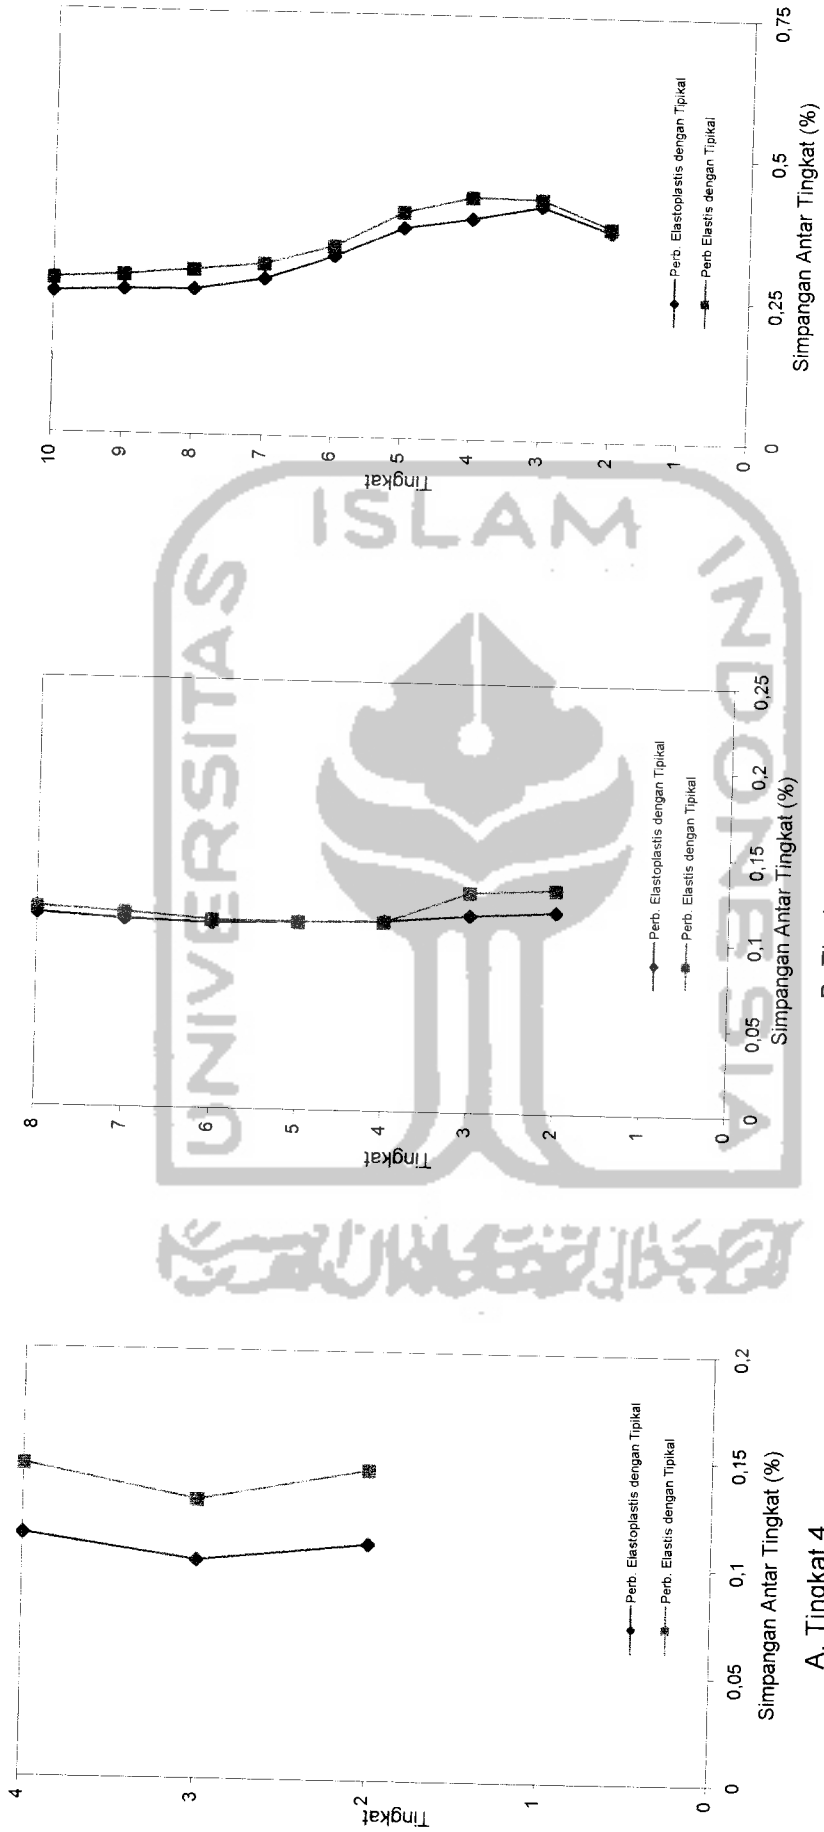 4
3
2
1
0
Tingkat
0
0,05
0,1
0,15
0,2
Simpangan Antar Tingkat (%)
Perb. Elastoplastis dengan Tipikal
Perb. Elastis dengan Tipikal
A. Tingkat 4
8
7
6
5
4
3
2
1
0
Tingkat
0
0,05
0,1
0,15
0,2
0,25
Simpangan Antar Tingkat (%)
Perb. Elastoplastis dengan Tipikal
Perb. Elastis dengan Tipikal
10
9
8
7
6
5
4
3
2
1
0
Tingkat
0
0,25
0,5
0,75
Simpangan Antar Tingkat (%)
Perb. Elastoplastis dengan Tipikal
Perb Elastis dengan Tipikal
UNIVERSITAS
ISLAM
INDONESIA